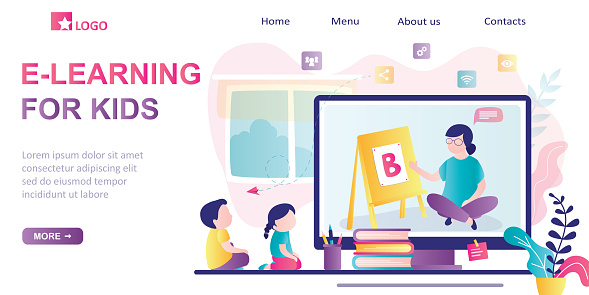 LOGO
Home
Menu
About us
Contacts
E-LEARNING
FOR KIDS
Lorem ipsum dolor sit amet,
consectetur adipiscing elit
sed do eiusmod tempor
incididunt ut labore
MORE →
B